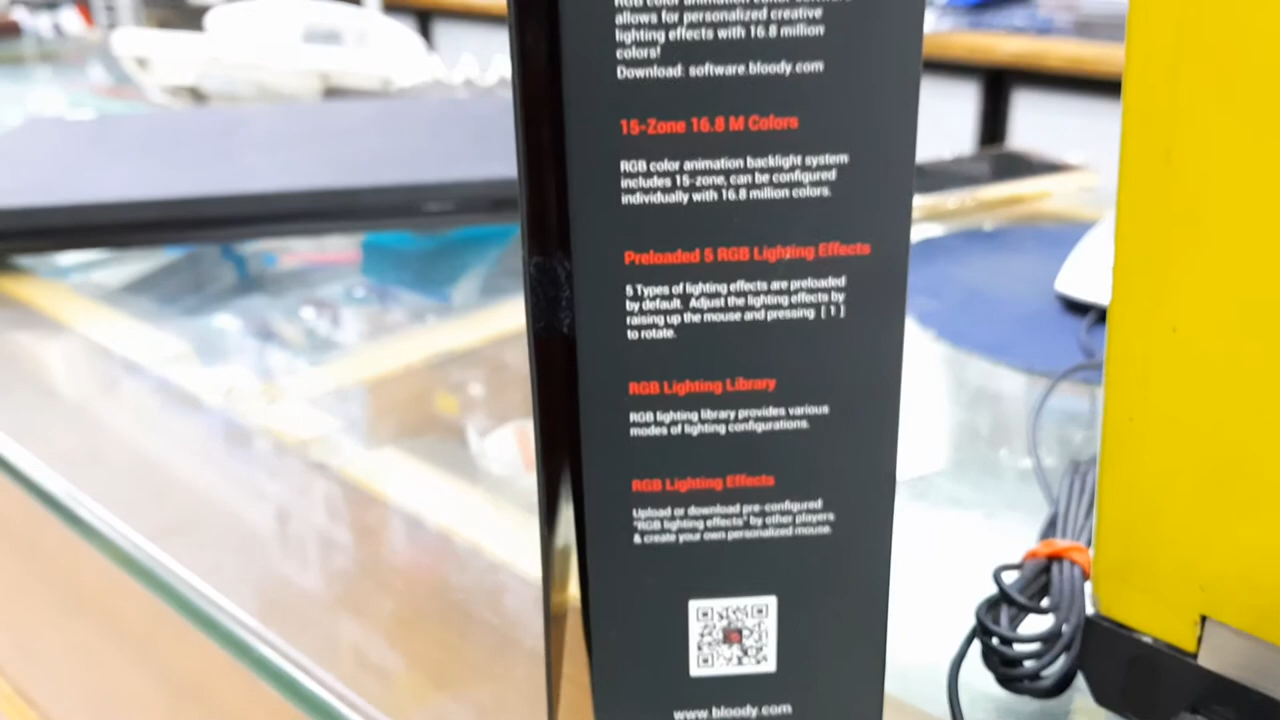 RGB color animation editor software
allows for personalized creative
lighting effects with 16.8 million
colors!
Download: software.bloody.com
15-Zone 16.8 M Colors
RGB color animation backlight system
includes 15-zone, can be configured
individually with 16.8 million colors.
Preloaded 5 RGB Lighting Effects
5 Types of lighting effects are preloaded
by default. Adjust the lighting effects by
raising up the mouse and pressing [ 1 ]
to rotate.
RGB Lighting Library
RGB lighting library provides various
modes of lighting configurations.
RGB Lighting Effects
Upload or download pre-configured
"RGB lighting effects" by other players
& create your own personalized mouse.
www.bloody.com